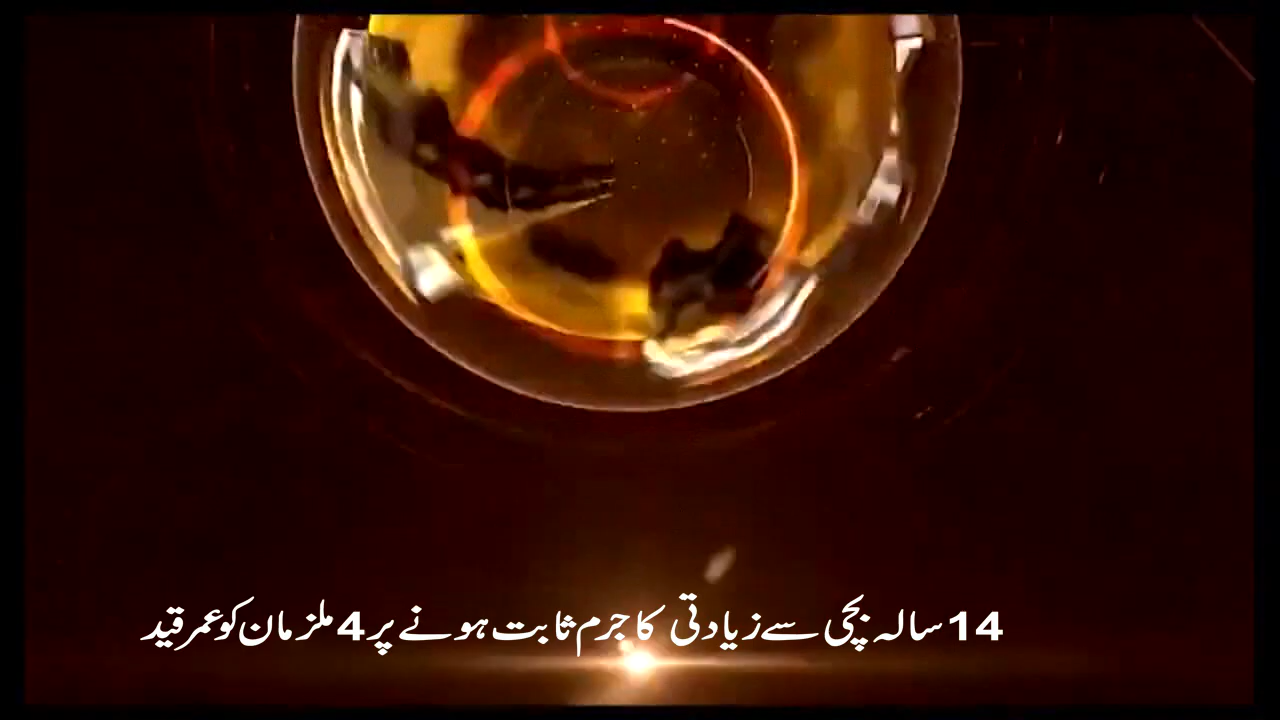 14 سالہ بچی سے زیادتی کا جرم ثابت ہونے پر 4 ملزمان کو عمر قید